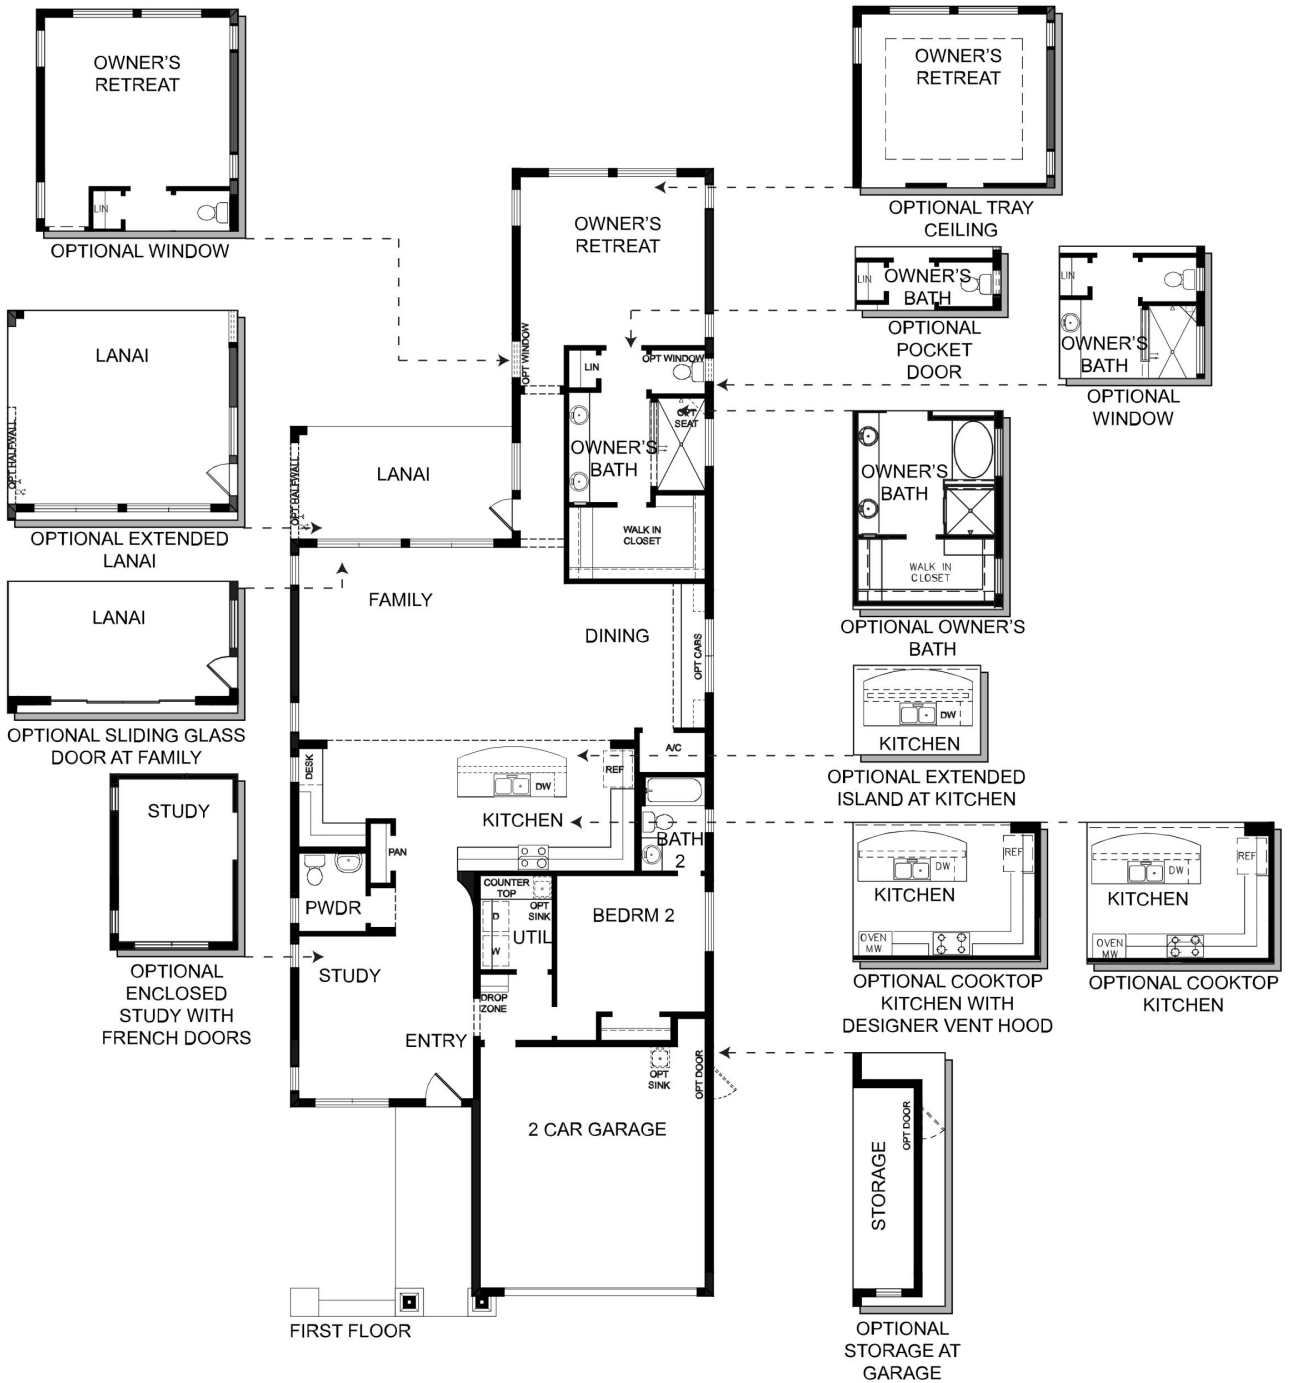 OWNER'S
RETREAT
LIN
OPTIONAL WINDOW
LANAI
OPT HALFWALL
OPTIONAL EXTENDED
LANAI
LANAI
OPTIONAL SLIDING GLASS
DOOR AT FAMILY
STUDY
OPTIONAL
ENCLOSED
STUDY WITH
FRENCH DOORS
OWNER'S
RETREAT
OPT WINDOW
OPT WINDOW
LIN
OPT
SEAT
OWNER'S
BATH
LANAI
OPT HALFWALL
WALK IN
CLOSET
FAMILY
DINING
OPT CABS
A/C
DESK
REF
DW
KITCHEN
BATH
2
PAN
PWDR
COUNTER
TOP
OPT
SINK
D
W
UTIL
BEDRM 2
STUDY
DROP
ZONE
ENTRY
OPT
SINK
OPT DOOR
2 CAR GARAGE
FIRST FLOOR
OWNER'S
RETREAT
OPTIONAL TRAY
CEILING
LIN
OWNER'S
BATH
OPTIONAL
POCKET
DOOR
LIN
OWNER'S
BATH
OPTIONAL
WINDOW
OWNER'S
BATH
WALK IN
CLOSET
OPTIONAL OWNER'S
BATH
DW
KITCHEN
OPTIONAL EXTENDED
ISLAND AT KITCHEN
REF
DW
KITCHEN
OVEN
MW
OPTIONAL COOKTOP
KITCHEN WITH
DESIGNER VENT HOOD
REF
DW
KITCHEN
OVEN
MW
OPTIONAL COOKTOP
KITCHEN
OPT DOOR
STORAGE
OPTIONAL
STORAGE AT
GARAGE